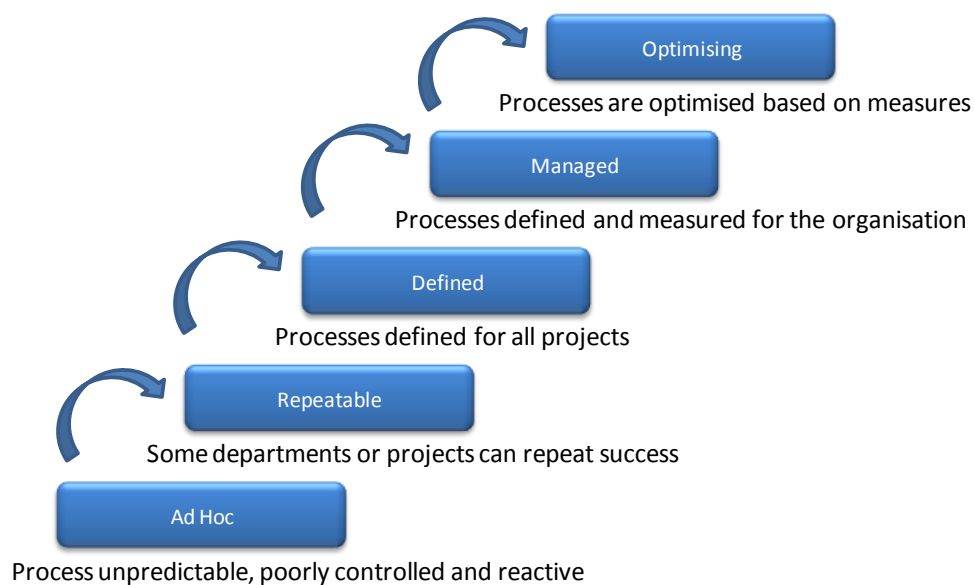 Optimising
Processes are optimised based on measures
Managed
Processes defined and measured for the organisation
Defined
Processes defined for all projects
Repeatable
Some departments or projects can repeat success
Ad Hoc
Process unpredictable, poorly controlled and reactive